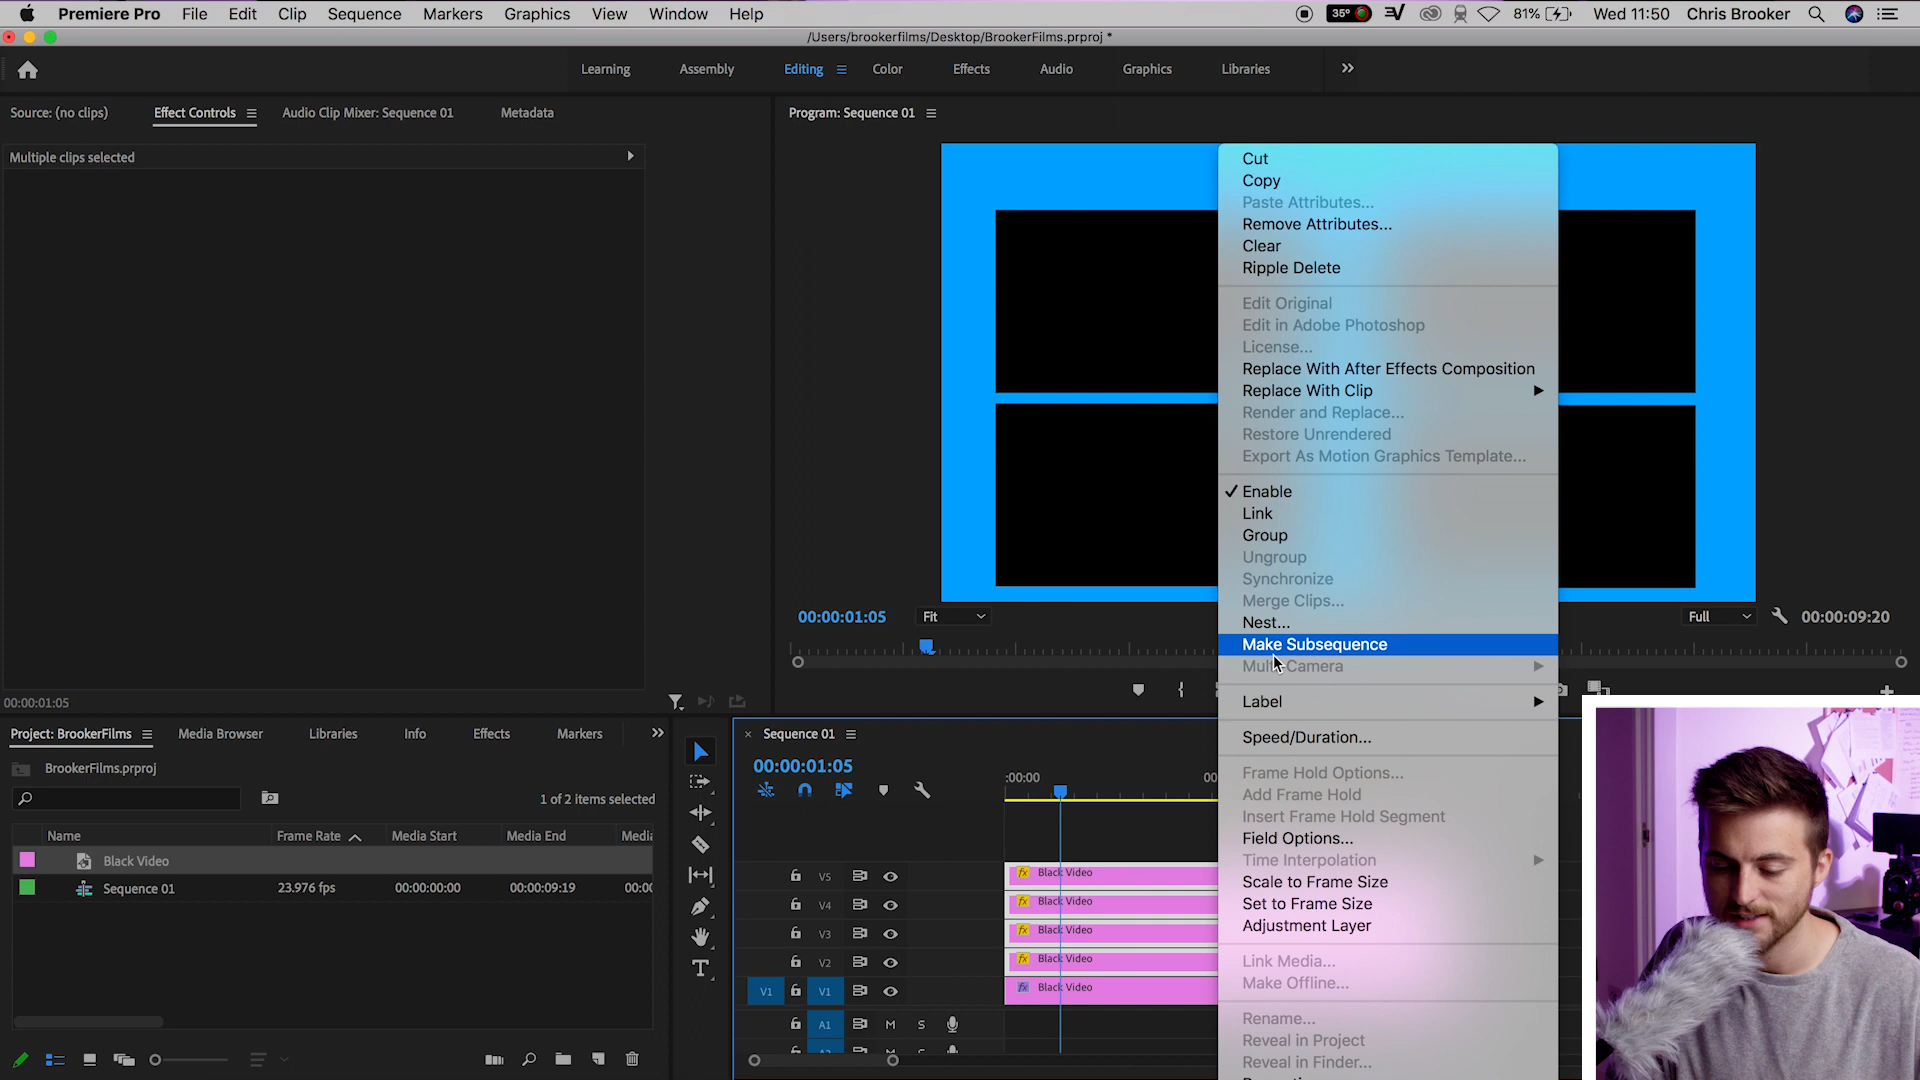 Premiere Pro File Edit Clip Sequence Markers Graphics View Window Help 35° 81% Wed 11:50 Chris Brooker
/Users/brookerfilms/Desktop/BrookerFilms.prproj *
Learning Assembly Editing Color Effects Audio Graphics Libraries
Source: (no clips) Effect Controls Audio Clip Mixer: Sequence 01 Metadata
Program: Sequence 01
Multiple clips selected
Cut
Copy
Paste Attributes...
Remove Attributes...
Clear
Ripple Delete
Edit Original
Edit in Adobe Photoshop
License...
Replace With After Effects Composition
Replace With Clip
Render and Replace...
Restore Unrendered
Export As Motion Graphics Template...
Enable
Link
Group
Ungroup
Synchronize
Merge Clips...
Nest...
Make Subsequence
Multi-Camera
Label
Speed/Duration...
Frame Hold Options...
Add Frame Hold
Insert Frame Hold Segment
Field Options...
Time Interpolation
Scale to Frame Size
Set to Frame Size
Adjustment Layer
Link Media...
Make Offline...
Rename...
Reveal in Project
Reveal in Finder...
00:00:01:05 Fit Full 00:00:09:20
00:00:01:05
Project: BrookerFilms Media Browser Libraries Info Effects Markers
BrookerFilms.prproj
1 of 2 items selected
Name Frame Rate Media Start Media End
Black Video
Sequence 01 23.976 fps 00:00:00:00 00:00:09:19
Sequence 01
00:00:01:05
:00:00
V5 fx Black Video
V4 fx Black Video
V3 fx Black Video
V2 fx Black Video
V1 V1 fx Black Video
A1 M S